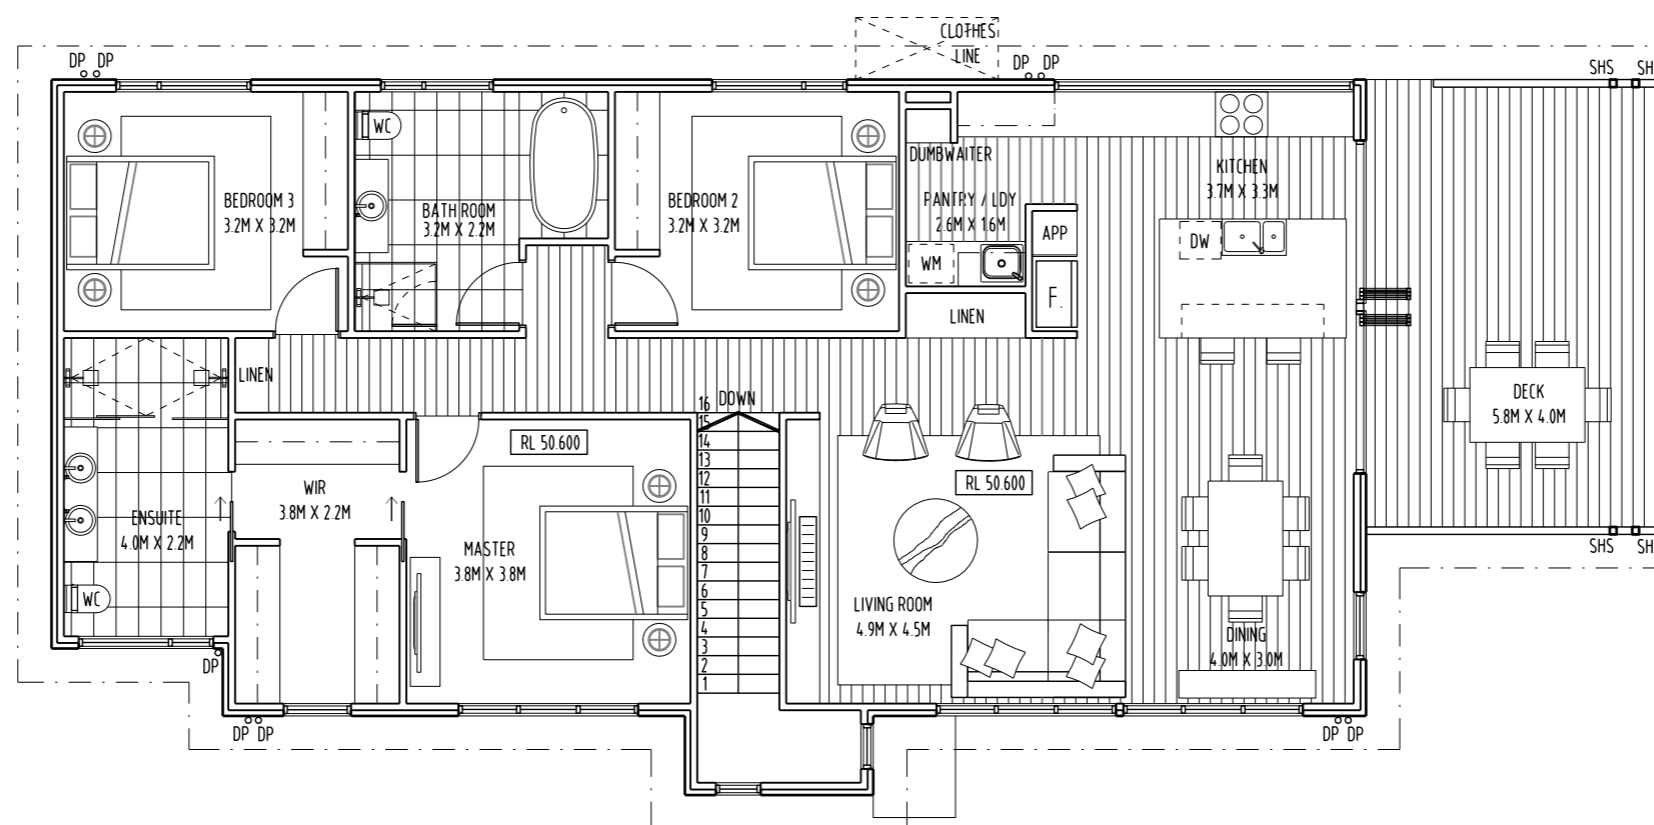 CLOTHES
LINE
DP DP
DP DP
SHS SH
WC
DUMBWAITER
KITCHEN
3.7M X 3.3M
BEDROOM 3
3.2M X 3.2M
BATH ROOM
3.2M X 2.2M
BEDROOM 2
3.2M X 3.2M
PANTRY / LDY
2.6M X 1.6M
APP
DW
WM
F.
LINEN
LINEN
DOWN
16
15
14
13
12
11
10
9
8
7
6
5
4
3
2
1
DECK
5.8M X 4.0M
RL 50.600
RL 50.600
WIR
3.8M X 2.2M
ENSUITE
4.0M X 2.2M
MASTER
3.8M X 3.8M
SHS SH
WC
LIVING ROOM
4.9M X 4.5M
DINING
4.0M X 3.0M
DP
DP DP
DP DP